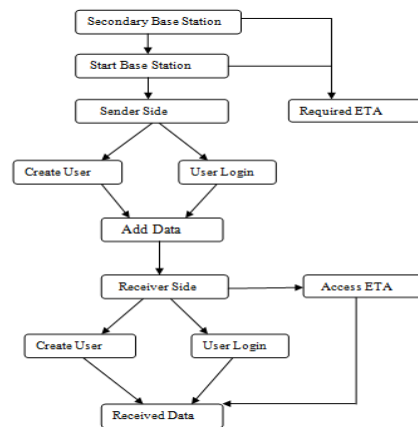 Secondary Base Station
Start Base Station
Sender Side
Required ETA
Create User
User Login
Add Data
Receiver Side
Access ETA
Create User
User Login
Received Data